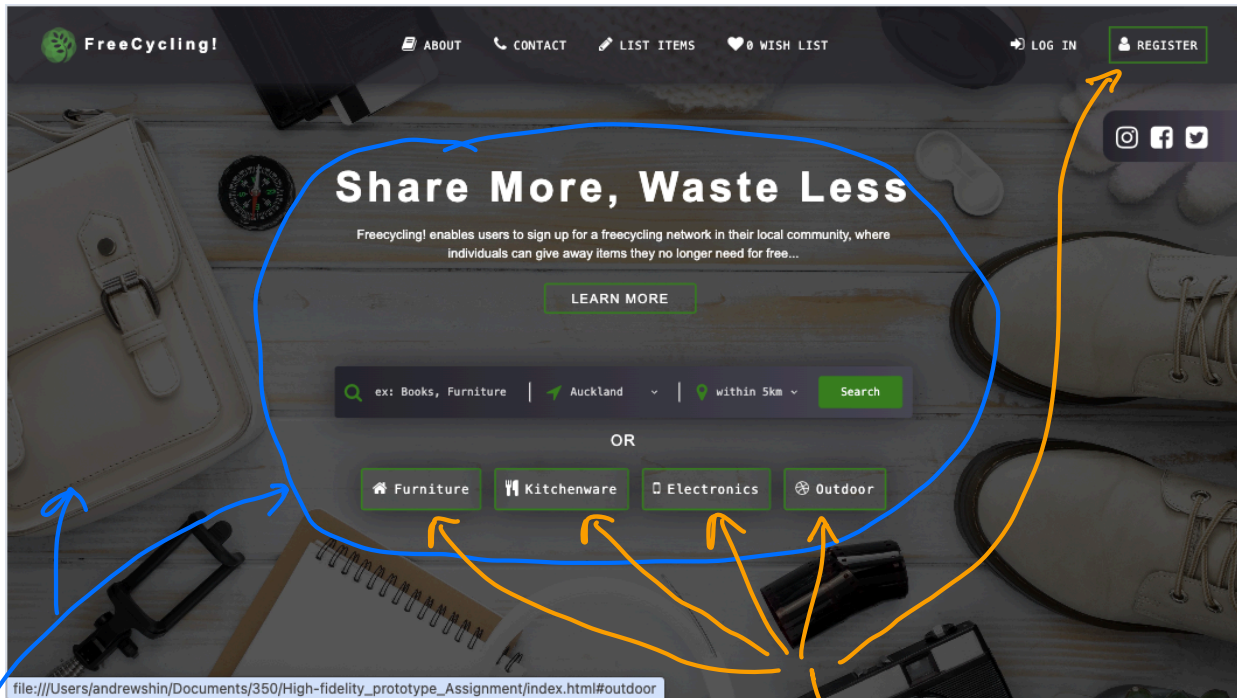 FreeCycling!
ABOUT
CONTACT
LIST ITEMS
0 WISH LIST
LOG IN
REGISTER
Share More, Waste Less
Freecycling! enables users to sign up for a freecycling network in their local community, where
individuals can give away items they no longer need for free...
LEARN MORE
ex: Books, Furniture
Auckland
within 5km
Search
OR
Furniture
Kitchenware
Electronics
Outdoor
file:///Users/andrewshin/Documents/350/High-fidelity_prototype_Assignment/index.html#outdoor